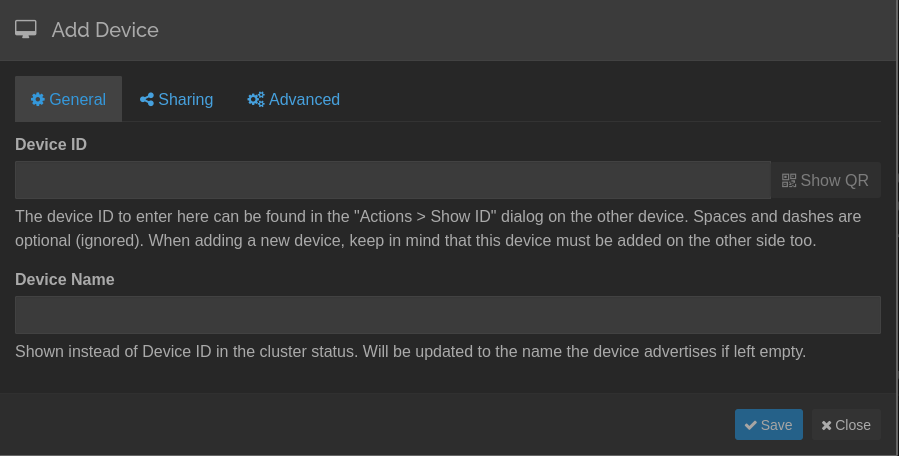 Add Device
General Sharing Advanced
Device ID
Show QR
The device ID to enter here can be found in the "Actions > Show ID" dialog on the other device. Spaces and dashes are
optional (ignored). When adding a new device, keep in mind that this device must be added on the other side too.
Device Name
Shown instead of Device ID in the cluster status. Will be updated to the name the device advertises if left empty.
Save Close